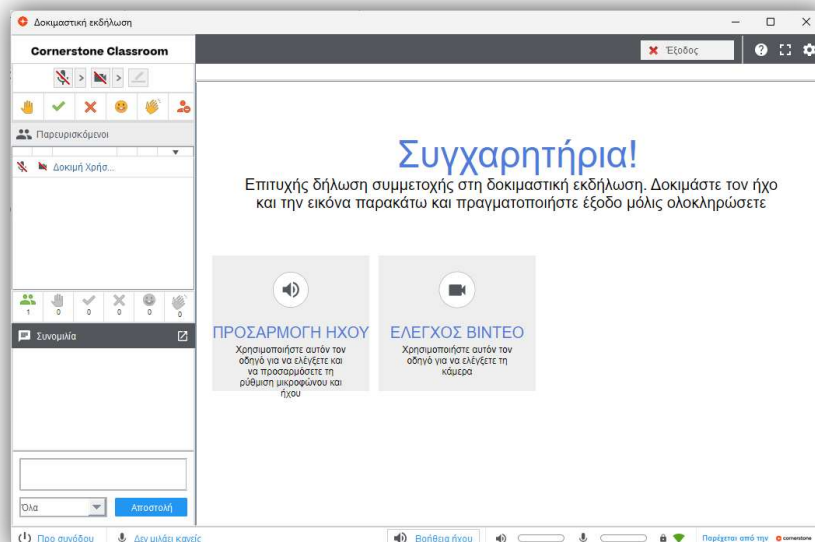 Δοκιμαστική εκδήλωση
Cornerstone Classroom
Έξοδος
Παρευρισκόμενοι
Δοκιμή Χρήσ...
1 0 0 0 0 0
Συνομιλία
Όλα
Αποστολή
Συγχαρητήρια!
Επιτυχής δήλωση συμμετοχής στη δοκιμαστική εκδήλωση. Δοκιμάστε τον ήχο
και την εικόνα παρακάτω και πραγματοποιήστε έξοδο μόλις ολοκληρώσετε
ΠΡΟΣΑΡΜΟΓΗ ΗΧΟΥ
Χρησιμοποιήστε αυτόν τον
οδηγό για να ελέγξετε και
να προσαρμόσετε τη
ρύθμιση μικροφώνου και
ήχου
ΕΛΕΓΧΟΣ ΒΙΝΤΕΟ
Χρησιμοποιήστε αυτόν τον
οδηγό για να ελέγξετε τη
κάμερα
Προ συνόδου
Δεν μιλάει κανείς
Βοήθεια ήχου
Παρέχεται από την cornerstone